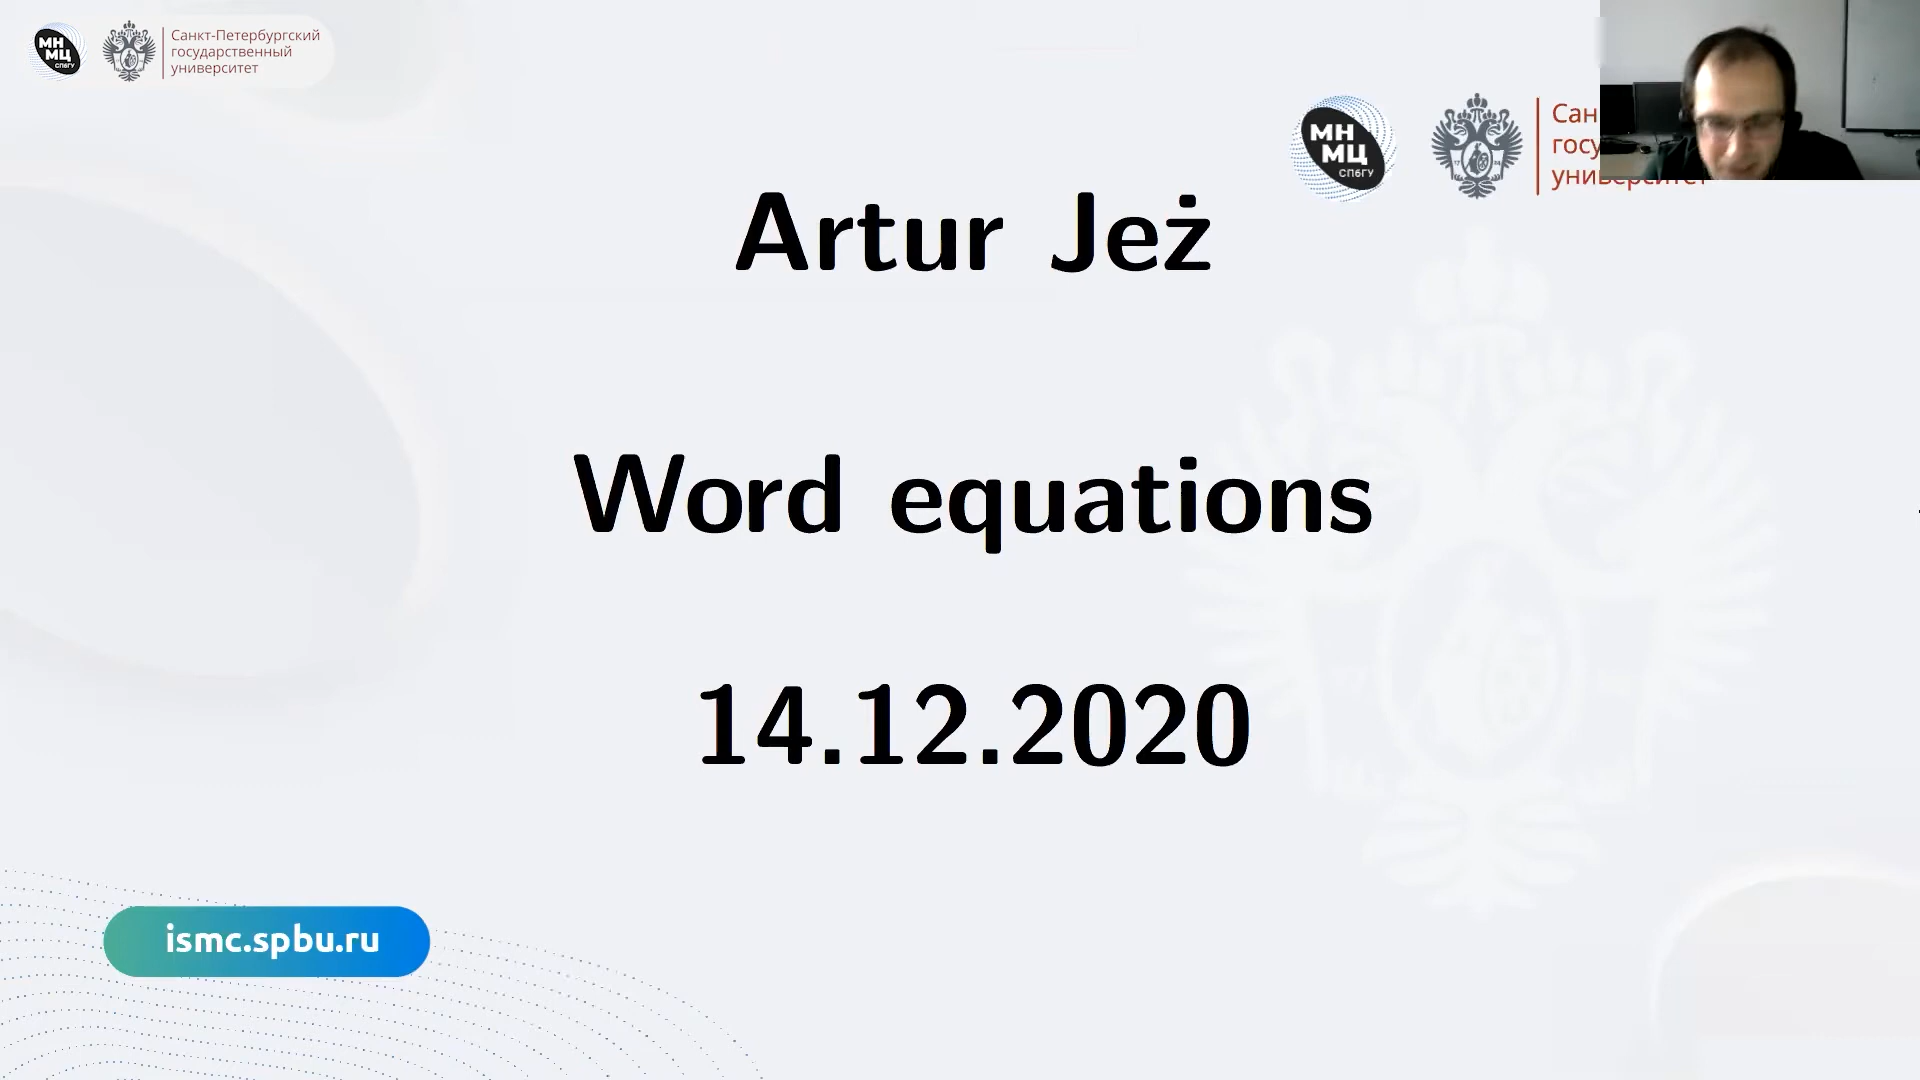 МН
МЦ
СПбГУ
Санкт-Петербургский
государственный
университет
МН
МЦ
СПбГУ
Artur Jeż
Word equations
14.12.2020
ismc.spbu.ru